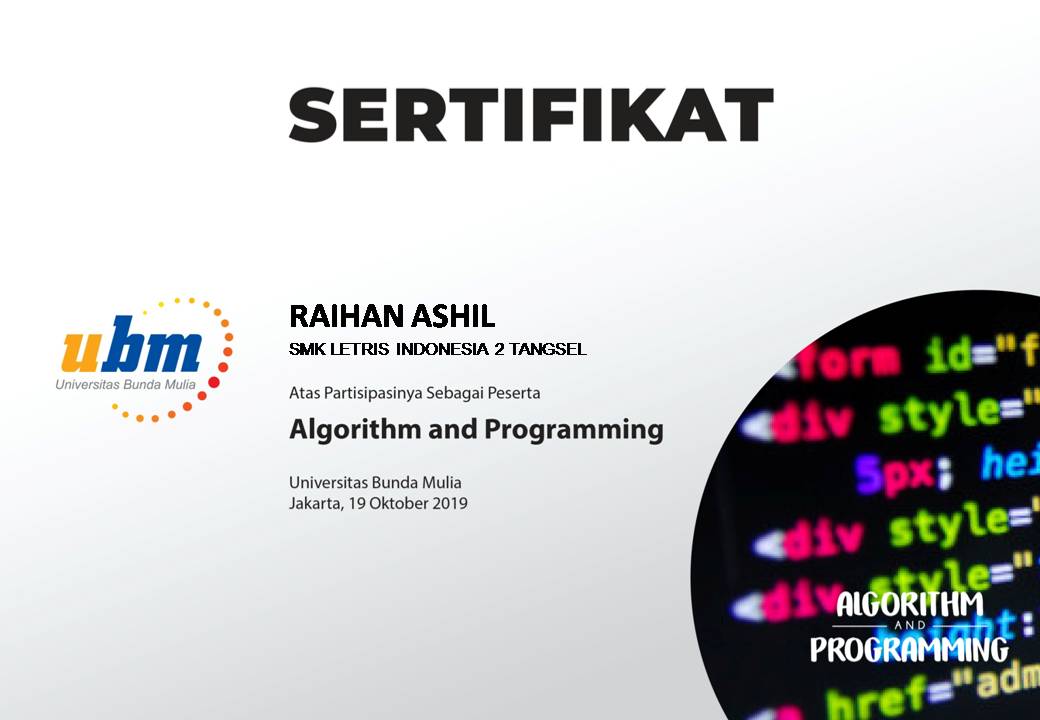 SERTIFIKAT
ubm
Universitas Bunda Mulia
RAIHAN ASHIL
SMK LETRIS INDONESIA 2 TANGSEL
Atas Partisipasinya Sebagai Peserta
Algorithm and Programming
Universitas Bunda Mulia
Jakarta, 19 Oktober 2019
<form id="f
<div style="
5px; hei
<div style="
<div style="
ALGORITHM
AND
PROGRAMMING
href="adm